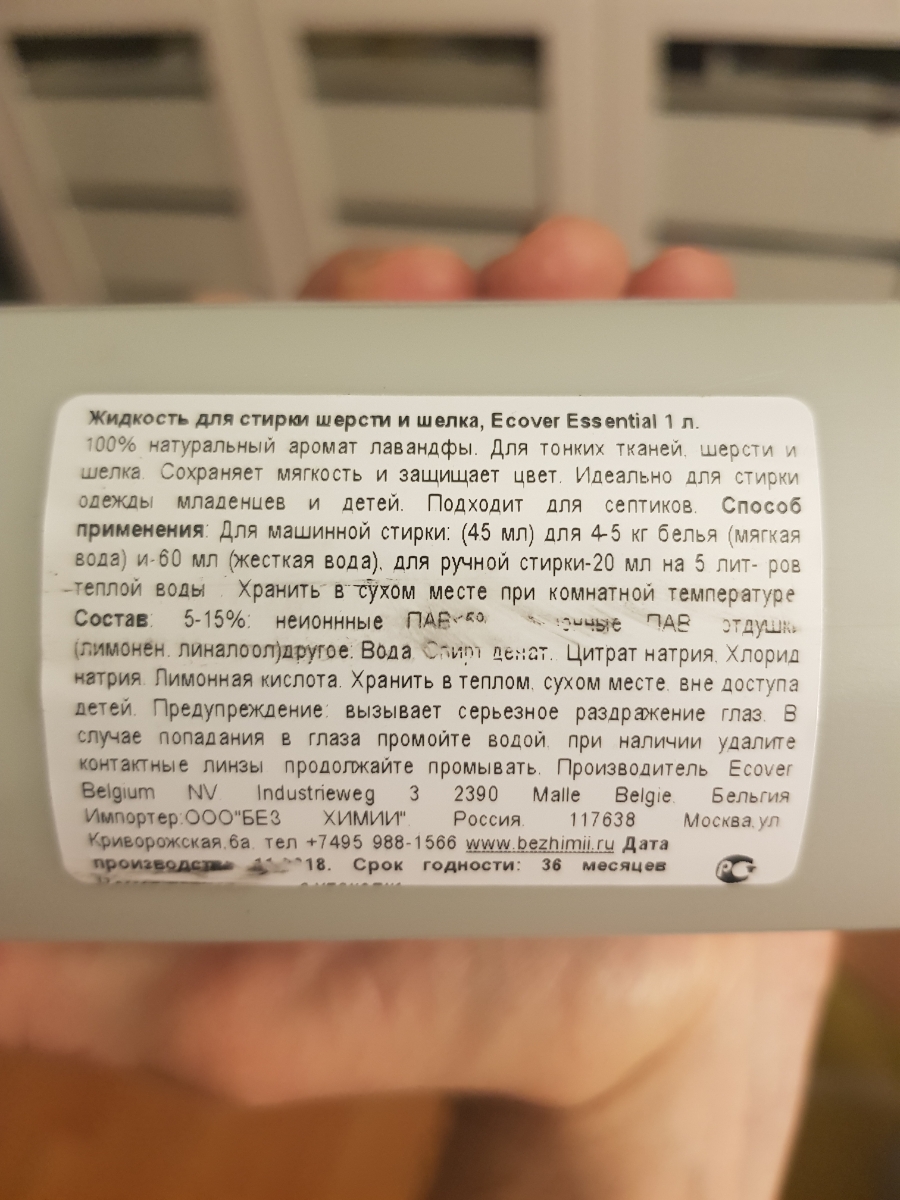 Жидкость для стирки шерсти и шелка, Ecover Essential 1 л.
100% натуральный аромат лавандфы. Для тонких тканей, шерсти и
шелка. Сохраняет мягкость и защищает цвет. Идеально для стирки
одежды младенцев и детей. Подходит для септиков. Способ
применения: Для машинной стирки: (45 мл) для 4-5 кг белья (мягкая
вода) и-60 мл (жесткая вода), для ручной стирки-20 мл на 5 лит- ров
теплой воды . Хранить в сухом месте при комнатной температуре
Состав: 5-15%: неионнные ПАВ ПАВ отдушк
(лимонен, линалоол)другое: Вода Спирт денат. Цитрат натрия, Хлорид
натрия. Лимонная кислота. Хранить в теплом, сухом месте, вне доступа
детей. Предупреждение: вызывает серьезное раздражение глаз. В
случае попадания в глаза промойте водой, при наличии удалите
контактные линзы продолжайте промывать. Производитель Ecover
Belgium NV Industrieweg 3 2390 Malle Belgie. Бельгия
Импортер:ООО"БЕЗ ХИМИИ". Россия. 117638 Москва,ул
Криворожская,6а, тел +7495 988-1566 www.bezhimii.ru Дата
производства 18. Срок годности: 36 месяцев